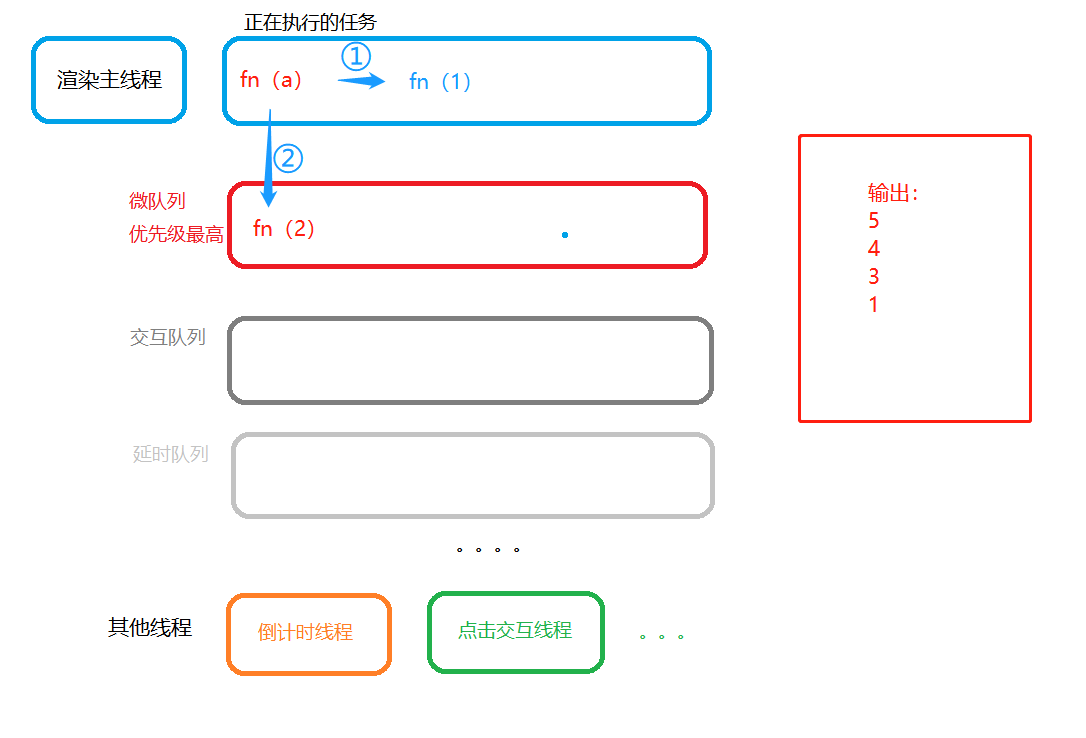 正在执行的任务
渲染主线程
fn（a）
①
fn（1）
②
微队列
优先级最高
fn（2）
输出：
5
4
3
1
交互队列
延时队列
。。。。
其他线程
倒计时线程
点击交互线程
。。。